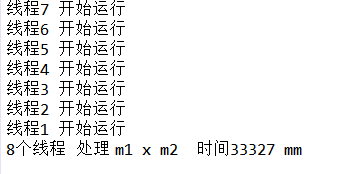 线程7 开始运行
线程6 开始运行
线程5 开始运行
线程4 开始运行
线程3 开始运行
线程2 开始运行
线程1 开始运行
8个线程 处理 m1 x m2  时间33327 mm